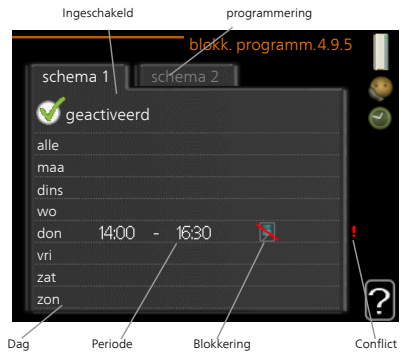 Ingeschakeld programmering
blokk. programm.4.9.5
schema 1 schema 2
geactiveerd
alle
maa
dins
wo
don 14:00 - 16:30 !
vri
zat
zon
?
Dag Periode Blokkering Conflict